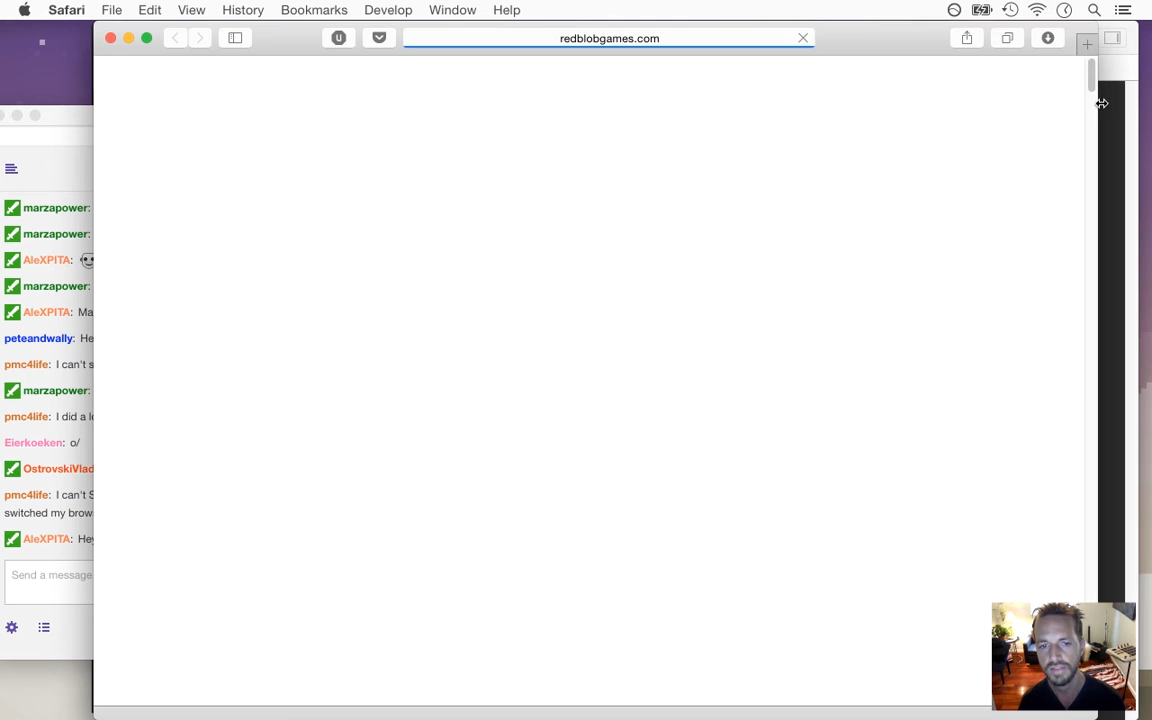 Safari File Edit View History Bookmarks Develop Window Help
redblobgames.com
marzapower:
marzapower:
AleXPITA:
marzapower:
AleXPITA: Ma
peteandwally: He
pmc4life: I can't s
marzapower:
pmc4life: I did a le
Eierkoeken: o/
OstrovskiVlad
pmc4life: I can't S
switched my brow
AleXPITA: Hey
Send a message